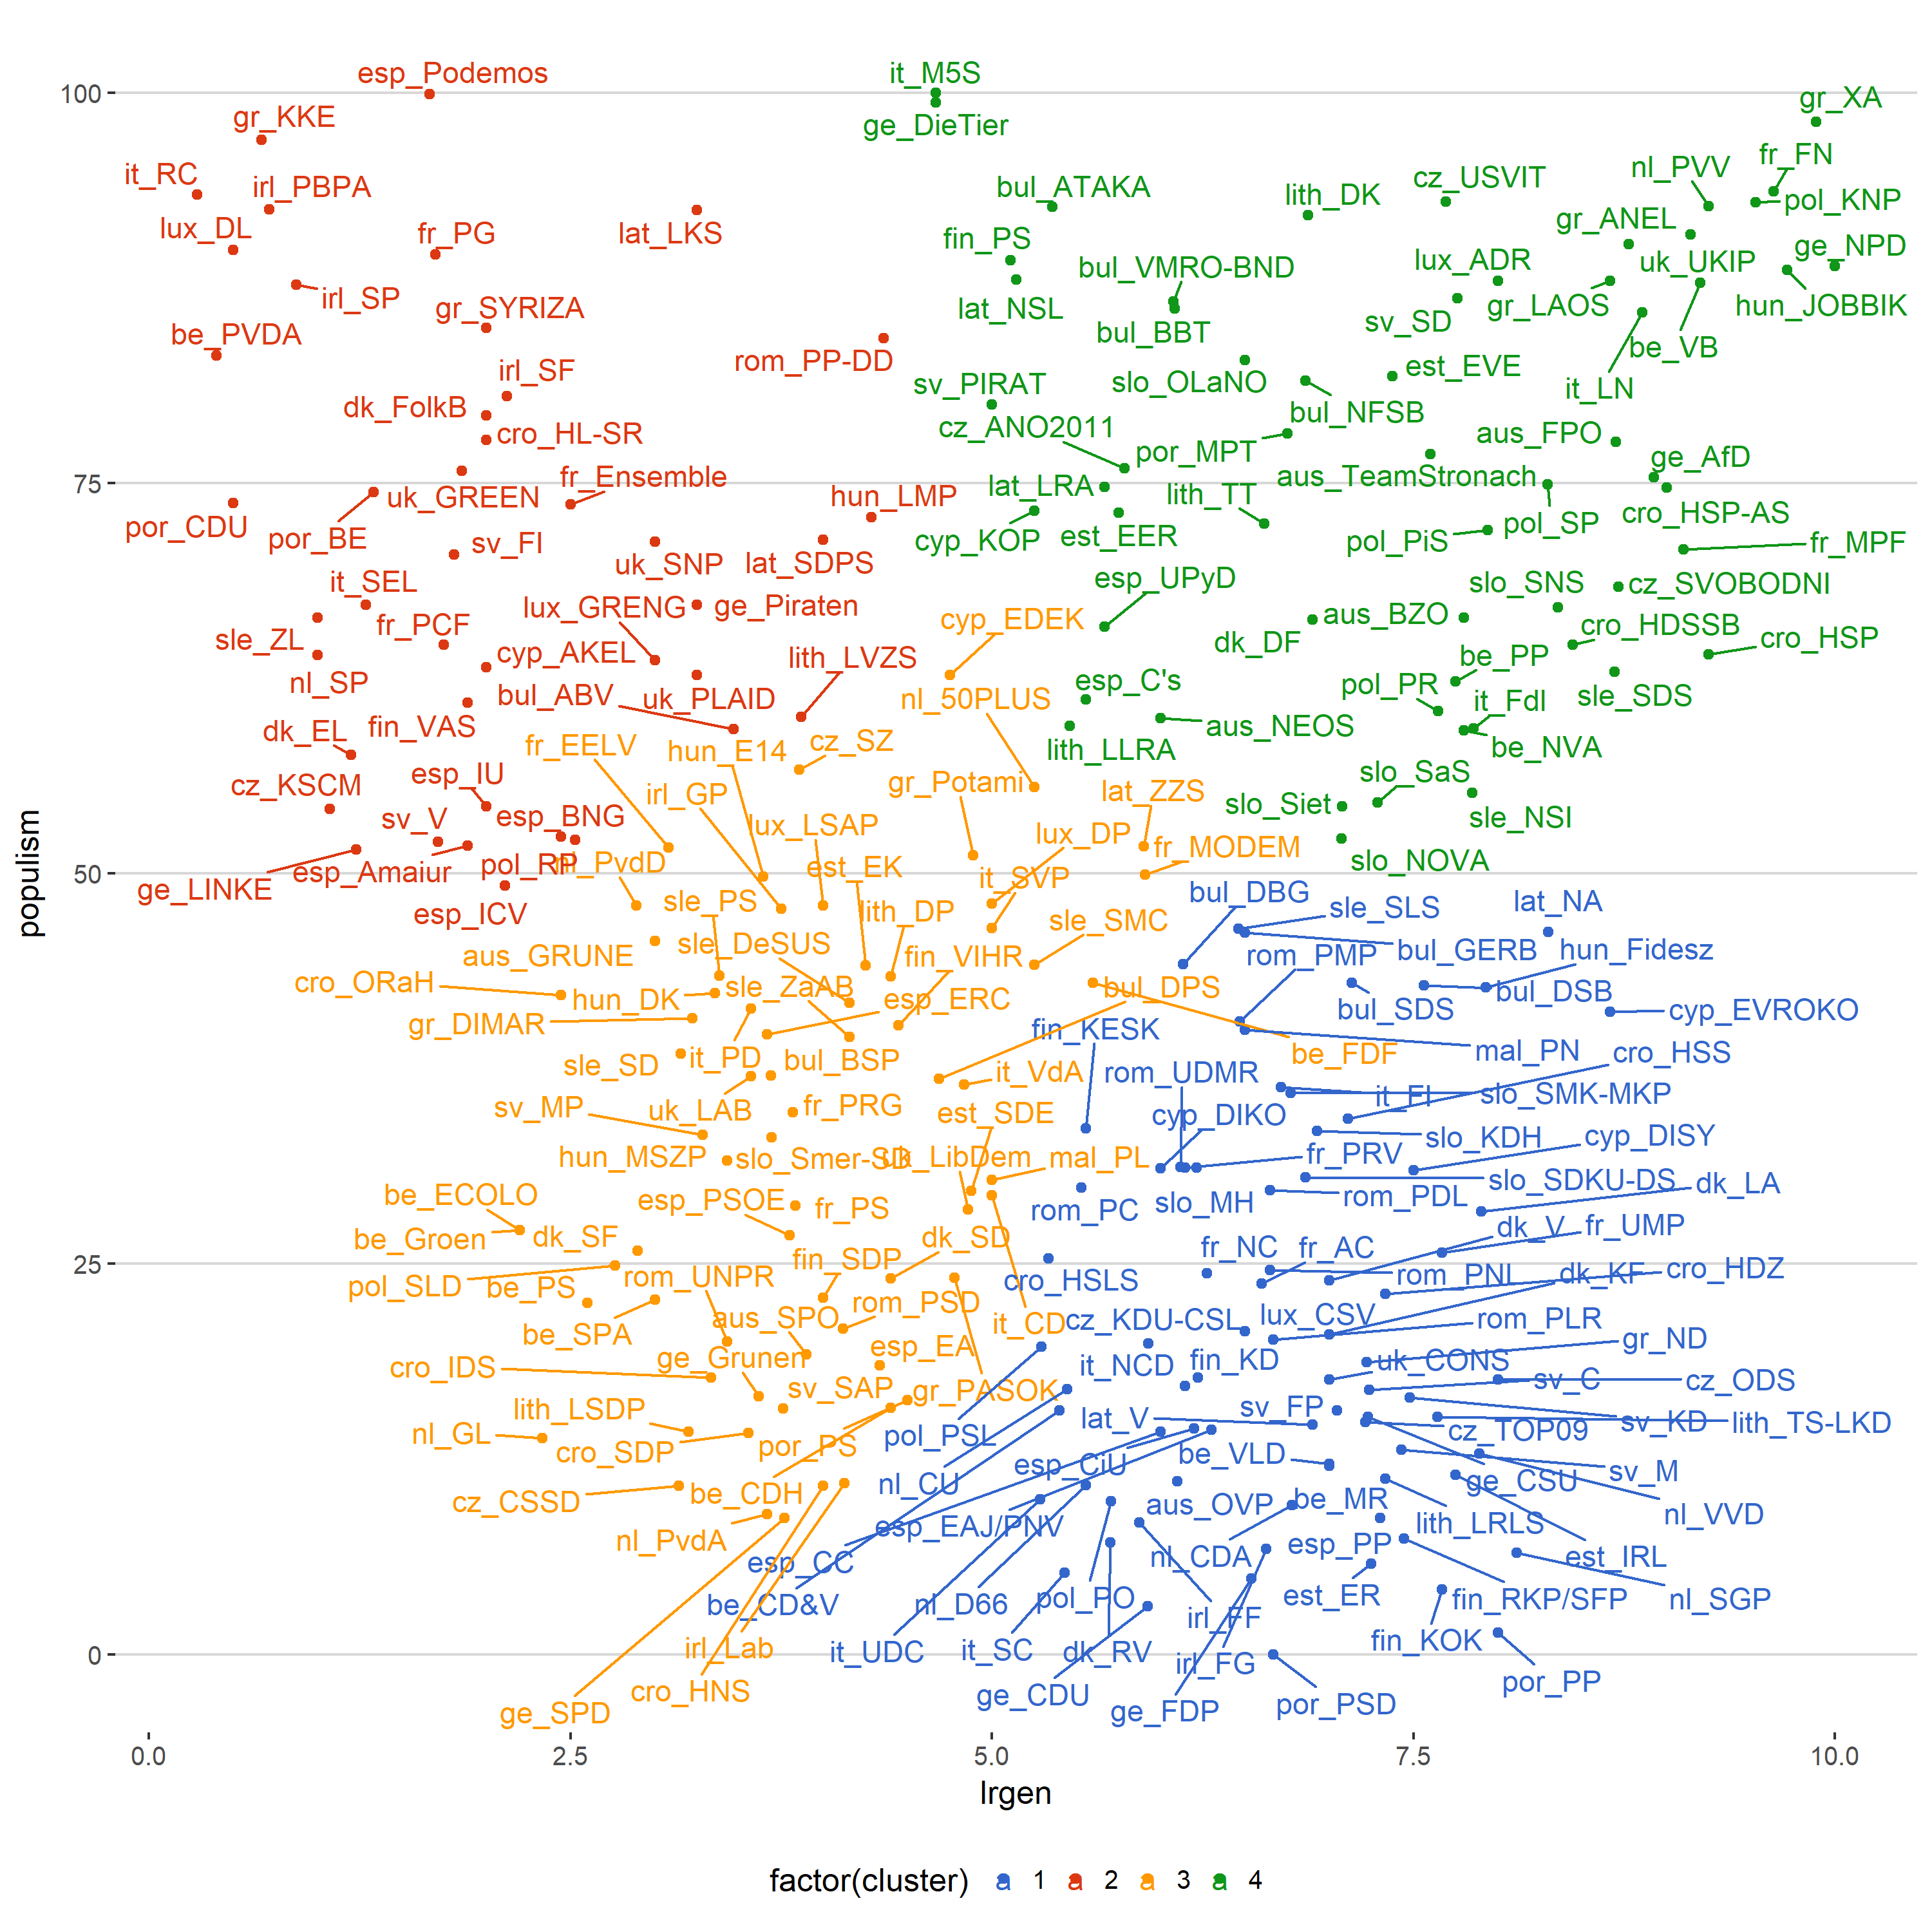 esp_Podemos
it_M5S
100
gr_XA
gr_KKE
ge_DieTier
fr_FN
nl_PVV
it_RC
irl_PBPA
bul_ATAKA
lith_DK
cz_USVIT
pol_KNP
gr_ANEL
lux_DL
fr_PG
lat_LKS
fin_PS
ge_NPD
bul_VMRO-BND
lux_ADR
uk_UKIP
irl_SP
gr_SYRIZA
lat_NSL
gr_LAOS
hun_JOBBIK
be_PVDA
bul_BBT
sv_SD
be_VB
rom_PP-DD
irl_SF
est_EVE
sv_PIRAT
slo_OLaNO
it_LN
dk_FolkB
bul_NFSB
cro_HL-SR
cz_ANO2011
aus_FPO
por_MPT
ge_AfD
75
uk_GREEN
fr_Ensemble
hun_LMP
lat_LRA
lith_TT
aus_TeamStronach
por_CDU
por_BE
sv_FI
cyp_KOP
est_EER
pol_PiS
pol_SP
cro_HSP-AS
fr_MPF
uk_SNP
lat_SDPS
it_SEL
esp_UPyD
slo_SNS
cz_SVOBODNI
lux_GRENG
ge_Piraten
fr_PCF
cyp_EDEK
aus_BZO
sle_ZL
dk_DF
cro_HDSSB
cro_HSP
cyp_AKEL
lith_LVZS
be_PP
nl_SP
bul_ABV
uk_PLAID
nl_50PLUS
esp_C's
pol_PR
it_FdI
sle_SDS
dk_EL
fin_VAS
fr_EELV
hun_E14
cz_SZ
lith_LLRA
aus_NEOS
be_NVA
cz_KSCM
esp_IU
irl_GP
gr_Potami
lat_ZZS
slo_SaS
slo_Siet
sv_V
esp_BNG
lux_LSAP
lux_DP
sle_NSI
fr_MODEM
slo_NOVA
50
ge_LINKE
esp_Amaiur
pol_RP
nl_PvdD
est_EK
it_SVP
esp_ICV
sle_PS
lith_DP
sle_SMC
bul_DBG
sle_SLS
lat_NA
aus_GRUNE
sle_DeSUS
fin_VIHR
rom_PMP
bul_GERB
hun_Fidesz
cro_ORaH
hun_DK
sle_ZaAB
esp_ERC
bul_DPS
bul_SDS
bul_DSB
cyp_EVROKO
gr_DIMAR
fin_KESK
be_FDF
mal_PN
cro_HSS
sle_SD
it_PD
bul_BSP
it_VdA
rom_UDMR
it_FI
slo_SMK-MKP
sv_MP
uk_LAB
fr_PRG
est_SDE
cyp_DIKO
slo_KDH
cyp_DISY
hun_MSZP
slo_Smer-SD
uk_LibDem
mal_PL
fr_PRV
be_ECOLO
esp_PSOE
fr_PS
rom_PC
slo_MH
rom_PDL
slo_SDKU-DS
dk_LA
be_Groen
dk_SF
dk_SD
fr_NC
fr_AC
dk_V
fr_UMP
25
pol_SLD
be_PS
rom_UNPR
fin_SDP
cro_HSLS
rom_PNL
dk_KF
cro_HDZ
be_SPA
aus_SPO
rom_PSD
it_CD
cz_KDU-CSL
lux_CSV
rom_PLR
cro_IDS
ge_Grunen
esp_EA
it_NCD
fin_KD
uk_CONS
gr_ND
lith_LSDP
sv_SAP
gr_PASOK
lat_V
sv_FP
sv_C
cz_ODS
nl_GL
cro_SDP
por_PS
pol_PSL
be_VLD
cz_TOP09
sv_KD
lith_TS-LKD
cz_CSSD
be_CDH
nl_CU
esp_CiU
aus_OVP
be_MR
ge_CSU
sv_M
nl_PvdA
esp_EAJ/PNV
nl_CDA
esp_PP
lith_LRLS
nl_VVD
esp_CC
est_IRL
be_CD&V
nl_D66
pol_PO
irl_FF
est_ER
fin_RKP/SFP
nl_SGP
0
irl_Lab
it_UDC
it_SC
dk_RV
irl_FG
fin_KOK
por_PP
ge_SPD
cro_HNS
ge_CDU
ge_FDP
por_PSD
populism
0.0 2.5 5.0 7.5 10.0
lrgen
factor(cluster) a 1 a 2 a 3 a 4